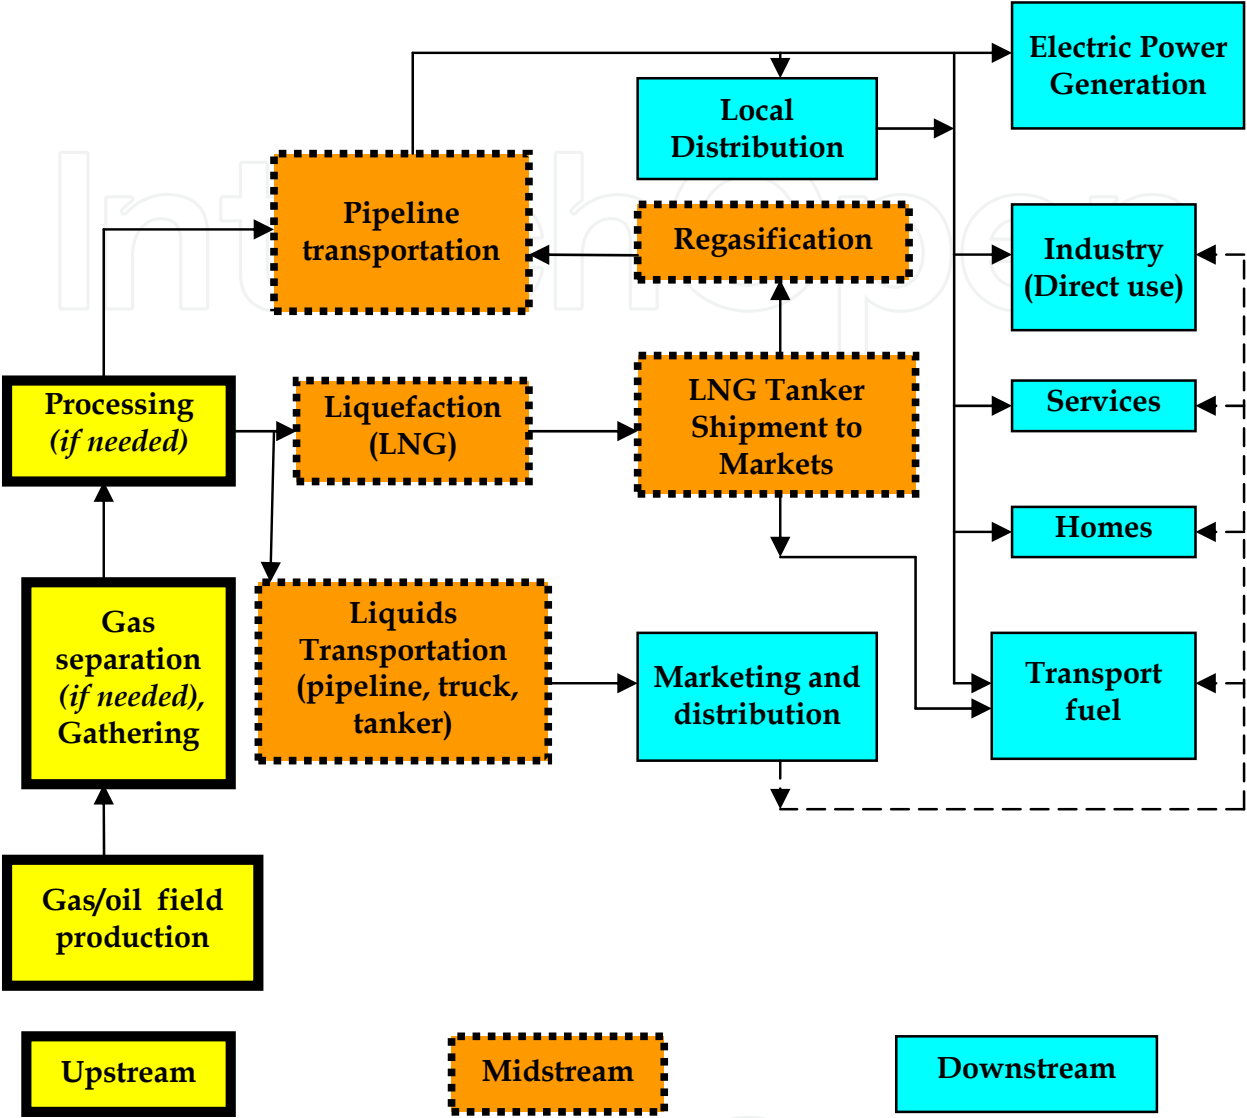 Electric Power
Generation
Local
Distribution
Pipeline
transportation
Regasification
Industry
(Direct use)
Processing
(if needed)
Liquefaction
(LNG)
LNG Tanker
Shipment to
Markets
Services
Homes
Gas
separation
(if needed),
Gathering
Liquids
Transportation
(pipeline, truck,
tanker)
Marketing and
distribution
Transport
fuel
Gas/oil field
production
Upstream
Midstream
Downstream
IntechOpen